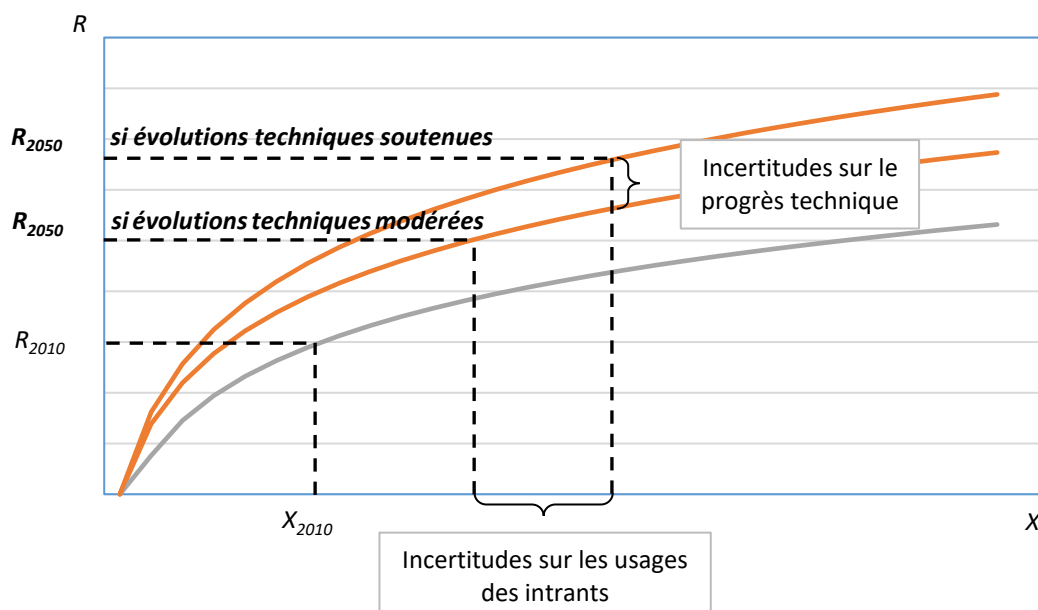 R
R2050 si évolutions techniques soutenues
Incertitudes sur le
progrès technique
R2050 si évolutions techniques modérées
R2010
X2010
X
Incertitudes sur les usages
des intrants